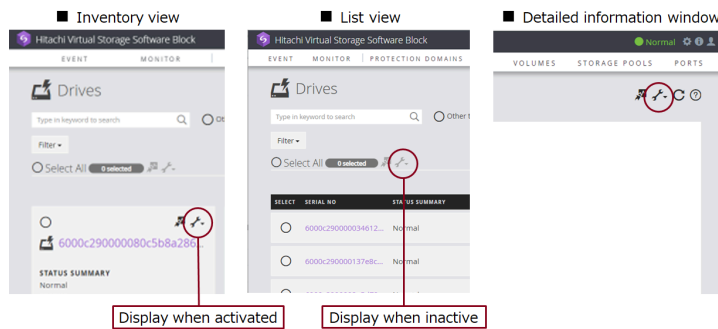 ■ Inventory view
Hitachi Virtual Storage Software Block
EVENT MONITOR
Drives
Type in keyword to search
Filter
Select All 0 selected
6000c290000080c5b8a286...
STATUS SUMMARY
Normal
Display when activated
■ List view
Hitachi Virtual Storage Software Block
EVENT MONITOR PROTECTION DOMAINS
Drives
Type in keyword to search Other
Filter
Select All 0 selected
SELECT SERIAL NO STATUS SUMMARY
6000c290000034612... Normal
6000c290000137e8c... Normal
Display when inactive
■ Detailed information window
Normal
VOLUMES STORAGE POOLS PORTS